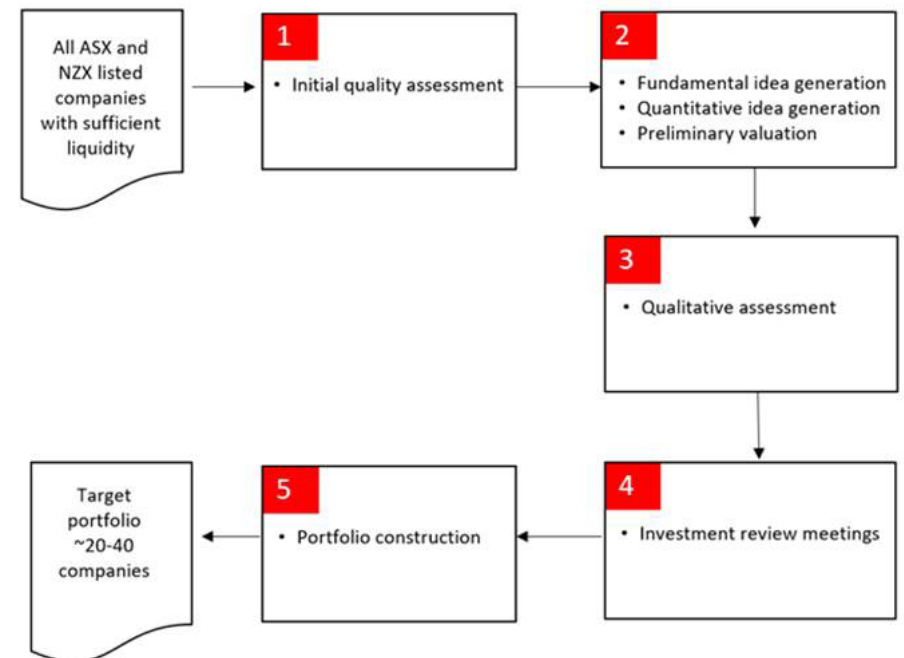 All ASX and
NZX listed
companies
with sufficient
liquidity
1
• Initial quality assessment
2
• Fundamental idea generation
• Quantitative idea generation
• Preliminary valuation
3
• Qualitative assessment
4
• Investment review meetings
5
• Portfolio construction
Target
portfolio
~20-40
companies